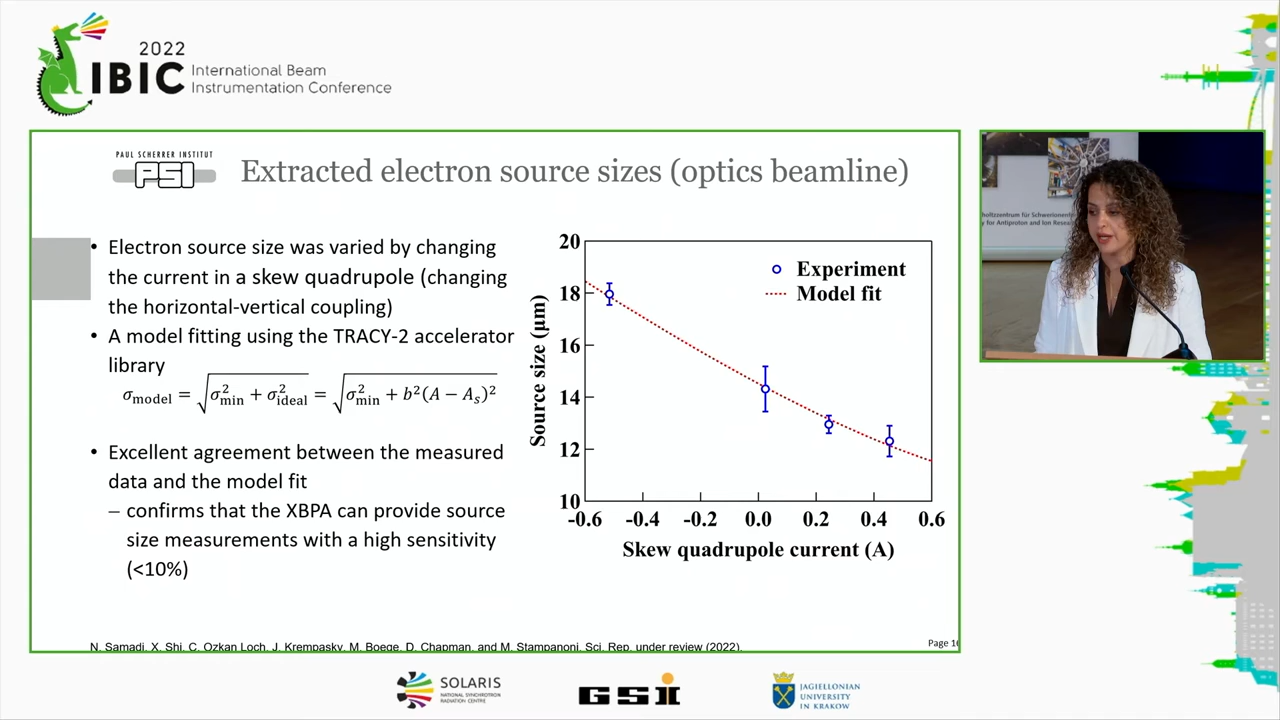 2022
IBIC International Beam
Instrumentation Conference
PAUL SCHERRER INSTITUT
PSI
Extracted electron source sizes (optics beamline)
• Electron source size was varied by changing
the current in a skew quadrupole (changing
the horizontal-vertical coupling)
• A model fitting using the TRACY-2 accelerator
library
σmodel = √(σ²min + σ²ideal) = √(σ²min + b²(A − As)²)
• Excellent agreement between the measured
data and the model fit
– confirms that the XBPA can provide source
size measurements with a high sensitivity
(<10%)
Source size (μm)
20
18
16
14
12
10
Experiment
Model fit
-0.6 -0.4 -0.2 0.0 0.2 0.4 0.6
Skew quadrupole current (A)
N. Samadi, X. Shi, C. Ozkan Loch, J. Krempasky, M. Boege, D. Chapman, and M. Stampanoni, Sci. Rep. under review (2022).
Page
SOLARIS
NATIONAL SYNCHROTRON
RADIATION CENTRE
GSI
JAGIELLONIAN
UNIVERSITY
IN KRAKOW